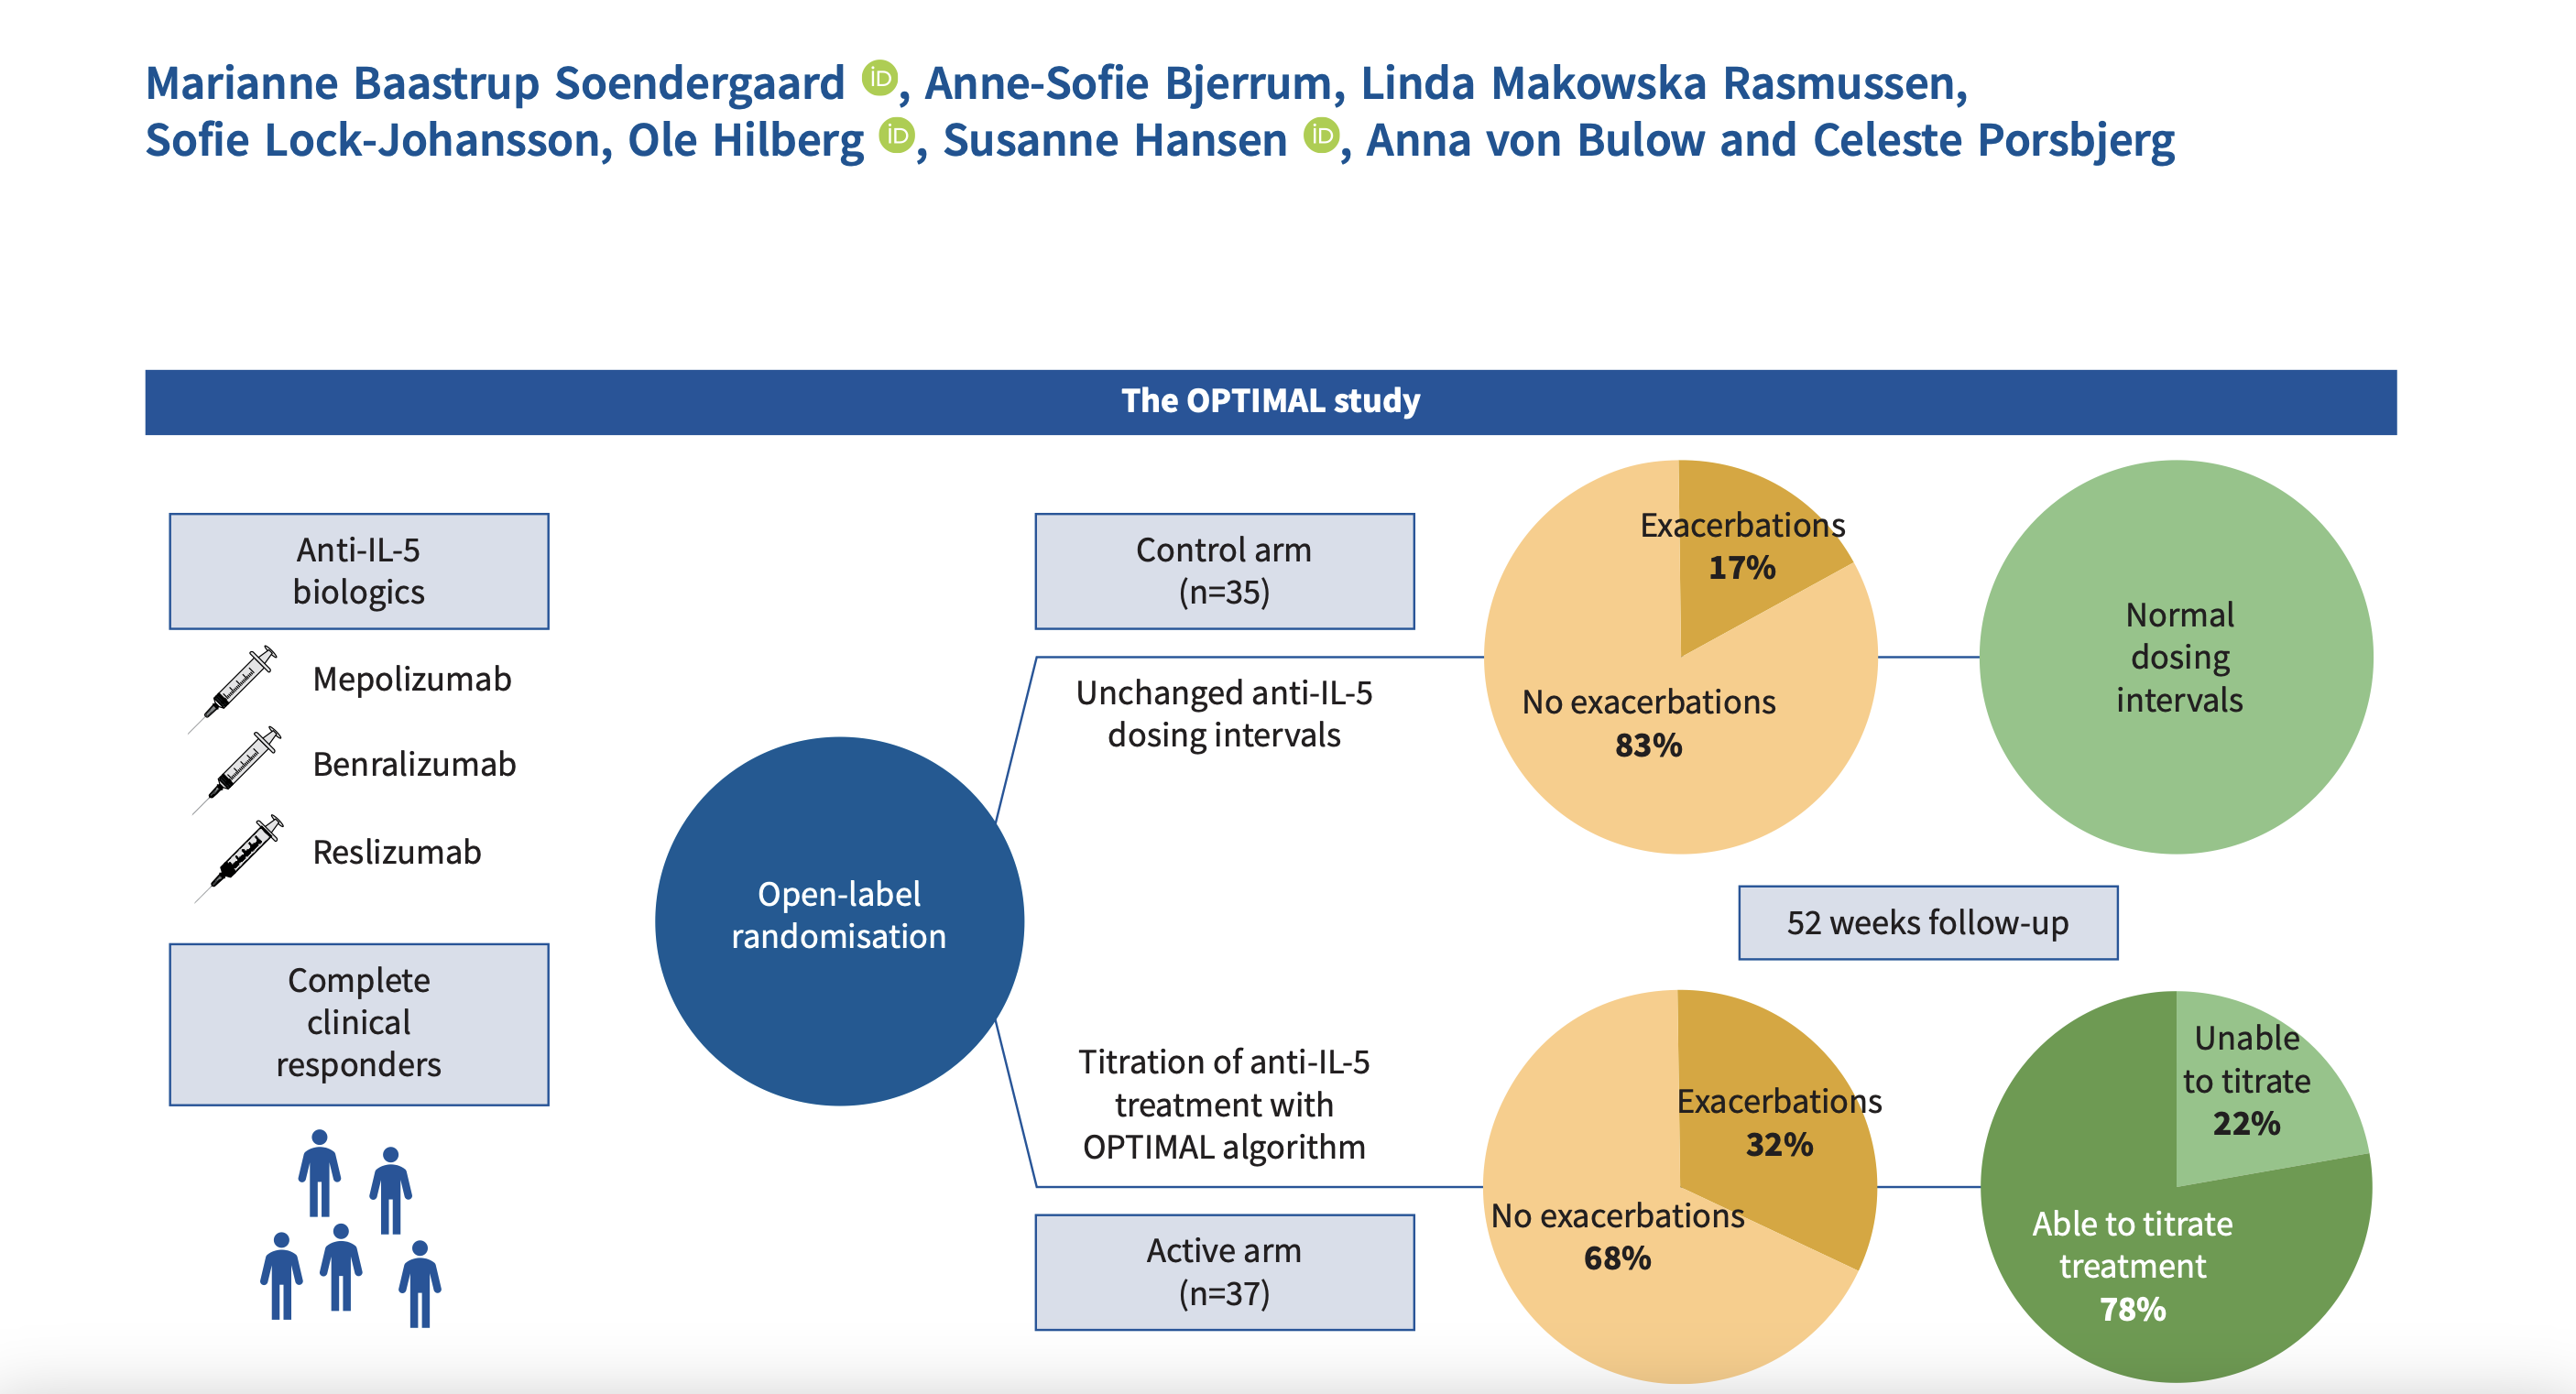 Marianne Baastrup Soendergaard iD, Anne-Sofie Bjerrum, Linda Makowska Rasmussen,
Sofie Lock-Johansson, Ole Hilberg iD, Susanne Hansen iD, Anna von Bulow and Celeste Porsbjerg
The OPTIMAL study
Anti-IL-5
biologics
Mepolizumab
Benralizumab
Reslizumab
Complete
clinical
responders
Open-label
randomisation
Control arm
(n=35)
Unchanged anti-IL-5
dosing intervals
Exacerbations
17%
No exacerbations
83%
Normal
dosing
intervals
52 weeks follow-up
Titration of anti-IL-5
treatment with
OPTIMAL algorithm
Active arm
(n=37)
Exacerbations
32%
No exacerbations
68%
Unable
to titrate
22%
Able to titrate
treatment
78%